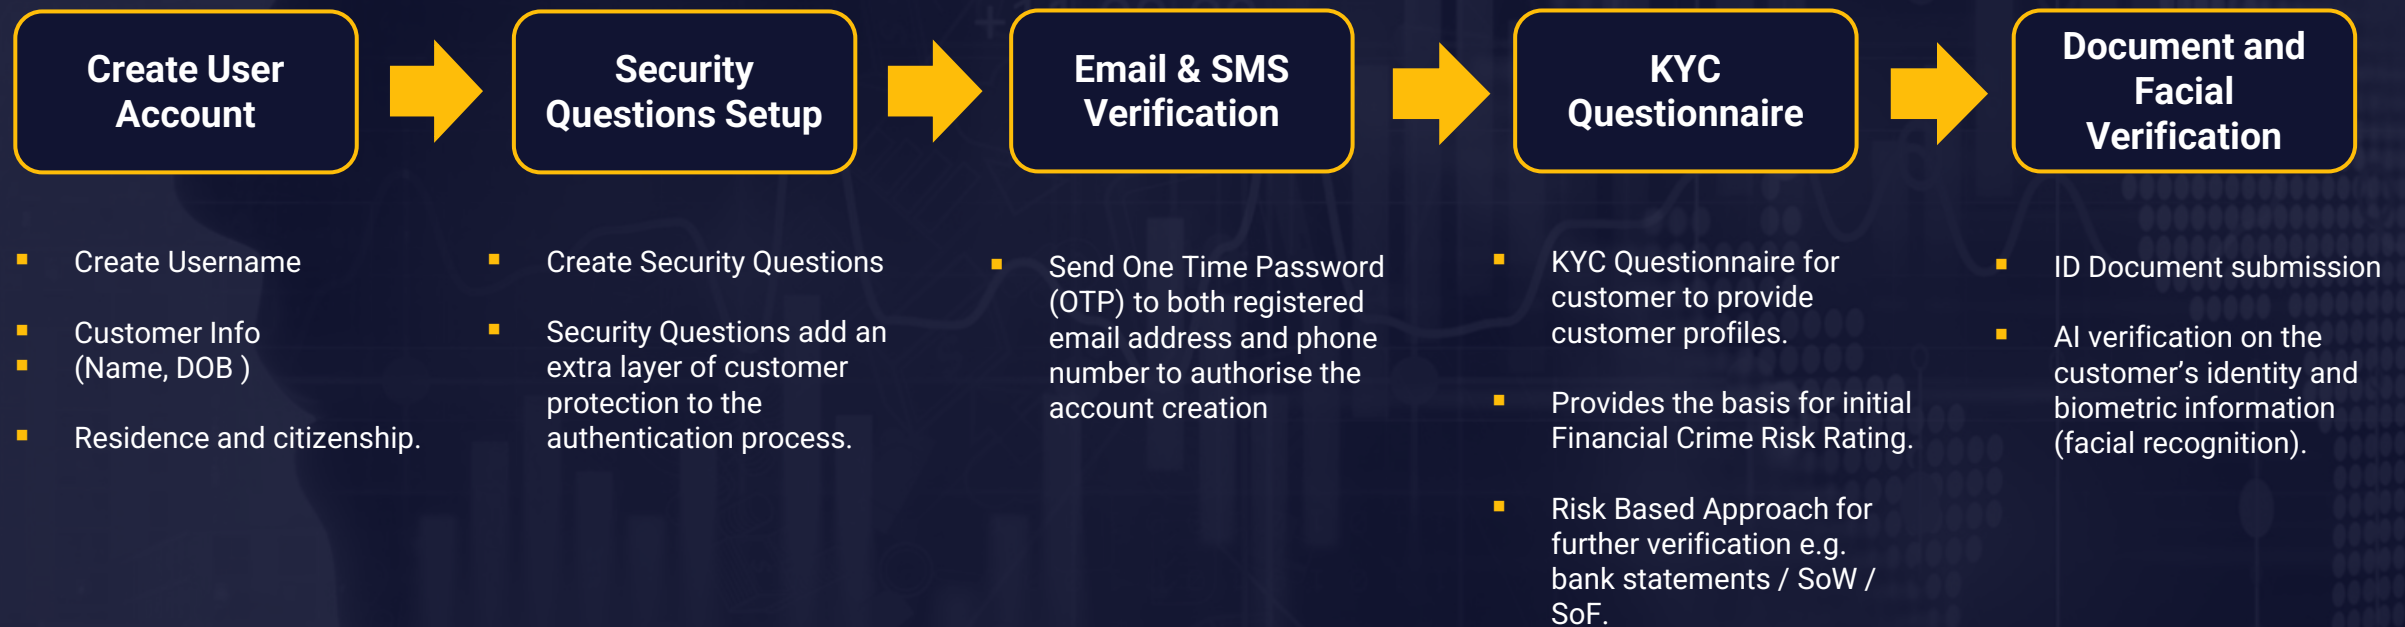 Create User
Account
Security
Questions Setup
Email & SMS
Verification
KYC
Questionnaire
Document and
Facial
Verification
Create Username
Customer Info
(Name, DOB )
Residence and citizenship.
Create Security Questions
Security Questions add an
extra layer of customer
protection to the
authentication process.
Send One Time Password
(OTP) to both registered
email address and phone
number to authorise the
account creation
KYC Questionnaire for
customer to provide
customer profiles.
Provides the basis for initial
Financial Crime Risk Rating.
Risk Based Approach for
further verification e.g.
bank statements / SoW /
SoF.
ID Document submission
AI verification on the
customer’s identity and
biometric information
(facial recognition).